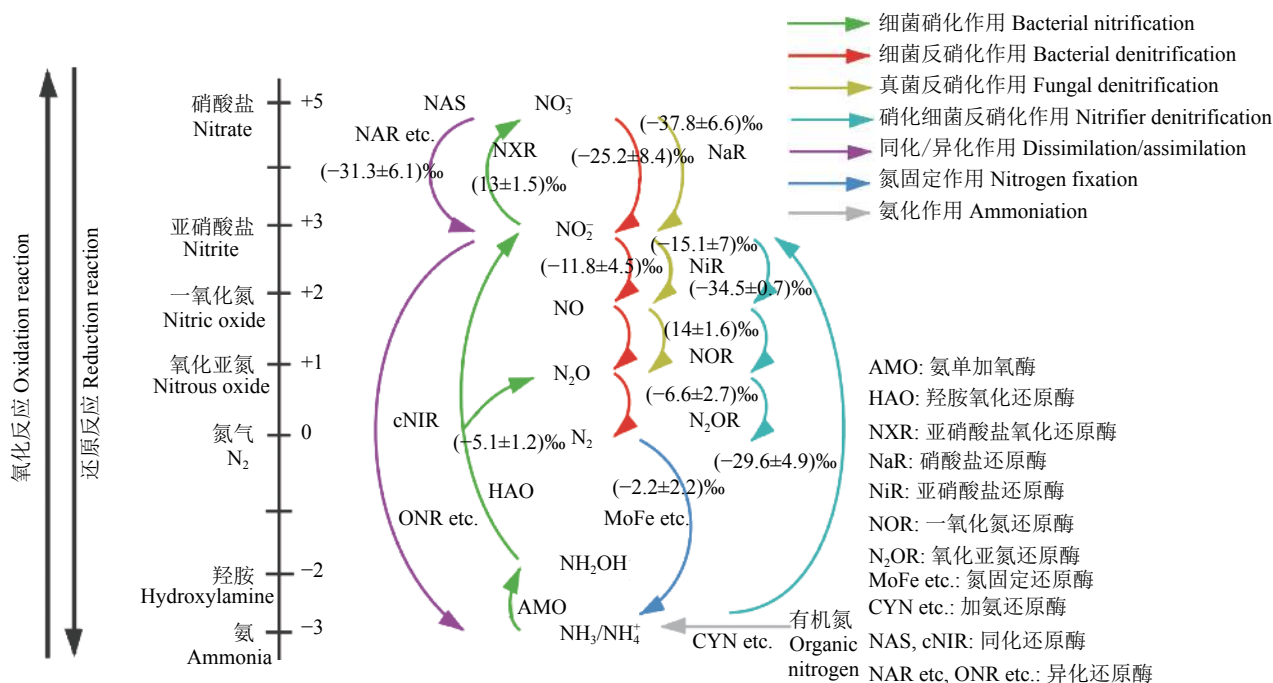 细菌硝化作用 Bacterial nitrification
细菌反硝化作用 Bacterial denitrification
真菌反硝化作用 Fungal denitrification
硝化细菌反硝化作用 Nitrifier denitrification
同化/异化作用 Dissimilation/assimilation
氮固定作用 Nitrogen fixation
氨化作用 Ammoniation
氧化反应 Oxidation reaction
还原反应 Reduction reaction
硝酸盐
Nitrate
+5
亚硝酸盐
Nitrite
+3
一氧化氮
Nitric oxide
+2
氧化亚氮
Nitrous oxide
+1
氮气
N₂
0
羟胺
Hydroxylamine
−2
氨
Ammonia
−3
NAS
NO₃⁻
NAR etc.
(−31.3±6.1)‰
NXR
(13±1.5)‰
(−25.2±8.4)‰
(−37.8±6.6)‰
NaR
NO₂⁻
(−11.8±4.5)‰
(−15.1±7)‰
NiR
(−34.5±0.7)‰
NO
(14±1.6)‰
NOR
N₂O
(−6.6±2.7)‰
N₂OR
cNIR
(−5.1±1.2)‰
N₂
(−29.6±4.9)‰
HAO
(−2.2±2.2)‰
ONR etc.
MoFe etc.
NH₂OH
AMO
NH₃/NH₄⁺
CYN etc.
有机氮
Organic
nitrogen
AMO: 氨单加氧酶
HAO: 羟胺氧化还原酶
NXR: 亚硝酸盐氧化还原酶
NaR: 硝酸盐还原酶
NiR: 亚硝酸盐还原酶
NOR: 一氧化氮还原酶
N₂OR: 氧化亚氮还原酶
MoFe etc.: 氮固定还原酶
CYN etc.: 加氨还原酶
NAS, cNIR: 同化还原酶
NAR etc, ONR etc.: 异化还原酶